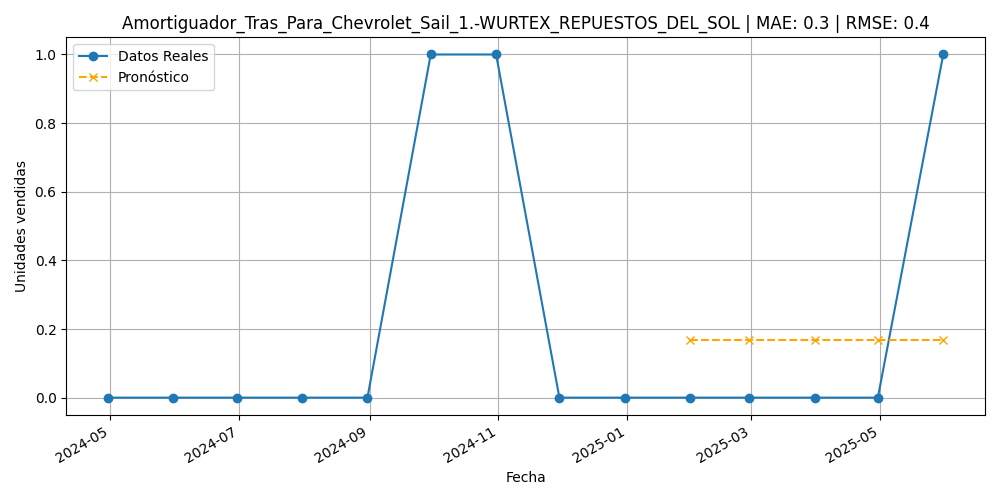 Amortiguador_Tras_Para_Chevrolet_Sail_1.-WURTEX_REPUESTOS_DEL_SOL | MAE: 0.3 | RMSE: 0.4
Datos Reales
Pronóstico
Unidades vendidas
1.0
0.8
0.6
0.4
0.2
0.0
2024-05
2024-07
2024-09
2024-11
2025-01
2025-03
2025-05
Fecha